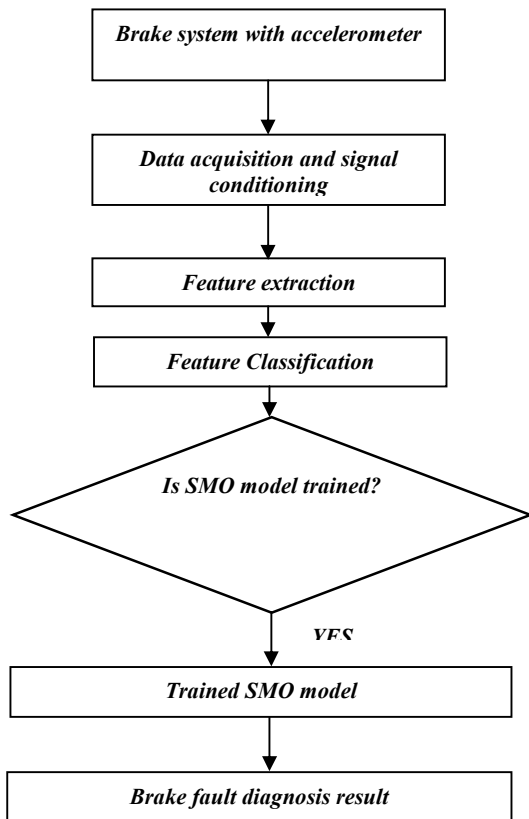 Brake system with accelerometer
Data acquisition and signal
conditioning
Feature extraction
Feature Classification
Is SMO model trained?
YES
Trained SMO model
Brake fault diagnosis result